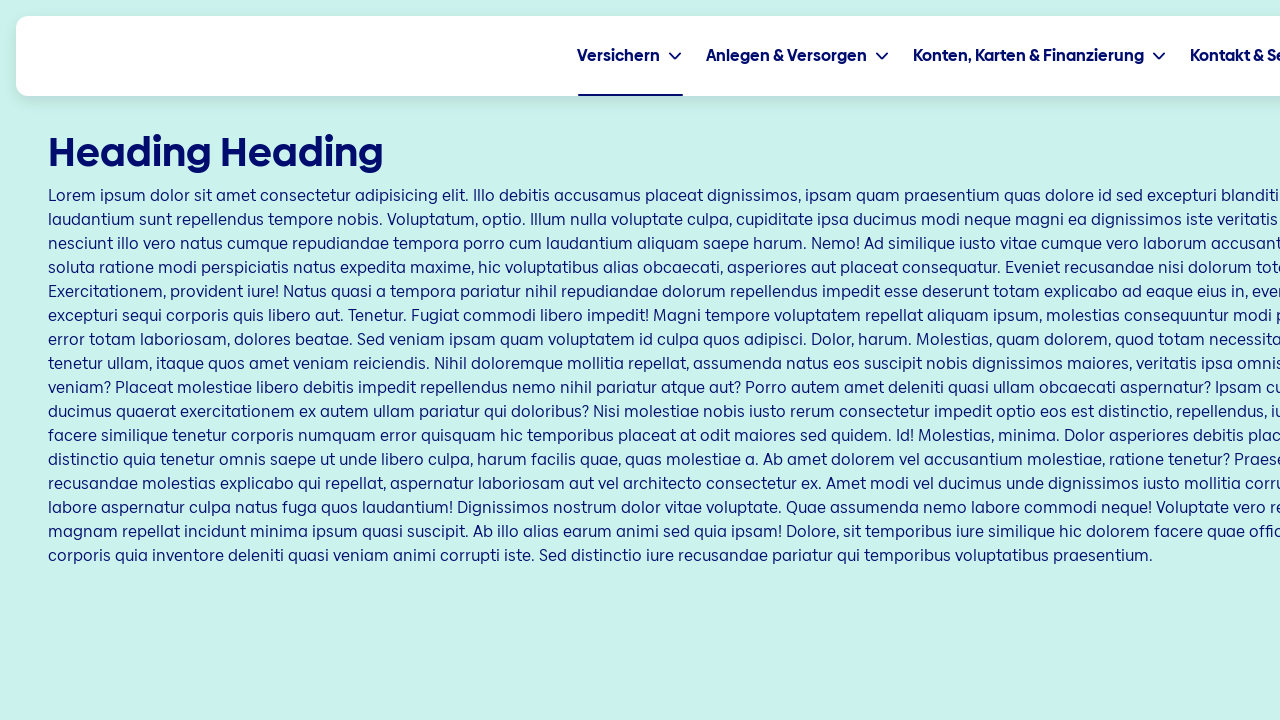 Versichern Anlegen & Versorgen Konten, Karten & Finanzierung Kontakt & Se
Heading Heading
Lorem ipsum dolor sit amet consectetur adipisicing elit. Illo debitis accusamus placeat dignissimos, ipsam quam praesentium quas dolore id sed excepturi blanditi
laudantium sunt repellendus tempore nobis. Voluptatum, optio. Illum nulla voluptate culpa, cupiditate ipsa ducimus modi neque magni ea dignissimos iste veritatis
nesciunt illo vero natus cumque repudiandae tempora porro cum laudantium aliquam saepe harum. Nemo! Ad similique iusto vitae cumque vero laborum accusant
soluta ratione modi perspiciatis natus expedita maxime, hic voluptatibus alias obcaecati, asperiores aut placeat consequatur. Eveniet recusandae nisi dolorum tot
Exercitationem, provident iure! Natus quasi a tempora pariatur nihil repudiandae dolorum repellendus impedit esse deserunt totam explicabo ad eaque eius in, eve
excepturi sequi corporis quis libero aut. Tenetur. Fugiat commodi libero impedit! Magni tempore voluptatem repellat aliquam ipsum, molestias consequuntur modi p
error totam laboriosam, dolores beatae. Sed veniam ipsam quam voluptatem id culpa quos adipisci. Dolor, harum. Molestias, quam dolorem, quod totam necessita
tenetur ullam, itaque quos amet veniam reiciendis. Nihil doloremque mollitia repellat, assumenda natus eos suscipit nobis dignissimos maiores, veritatis ipsa omnis
veniam? Placeat molestiae libero debitis impedit repellendus nemo nihil pariatur atque aut? Porro autem amet deleniti quasi ullam obcaecati aspernatur? Ipsam cu
ducimus quaerat exercitationem ex autem ullam pariatur qui doloribus? Nisi molestiae nobis iusto rerum consectetur impedit optio eos est distinctio, repellendus, iu
facere similique tenetur corporis numquam error quisquam hic temporibus placeat at odit maiores sed quidem. Id! Molestias, minima. Dolor asperiores debitis plac
distinctio quia tenetur omnis saepe ut unde libero culpa, harum facilis quae, quas molestiae a. Ab amet dolorem vel accusantium molestiae, ratione tenetur? Praese
recusandae molestias explicabo qui repellat, aspernatur laboriosam aut vel architecto consectetur ex. Amet modi vel ducimus unde dignissimos iusto mollitia corru
labore aspernatur culpa natus fuga quos laudantium! Dignissimos nostrum dolor vitae voluptate. Quae assumenda nemo labore commodi neque! Voluptate vero re
magnam repellat incidunt minima ipsum quasi suscipit. Ab illo alias earum animi sed quia ipsam! Dolore, sit temporibus iure similique hic dolorem facere quae offic
corporis quia inventore deleniti quasi veniam animi corrupti iste. Sed distinctio iure recusandae pariatur qui temporibus voluptatibus praesentium.